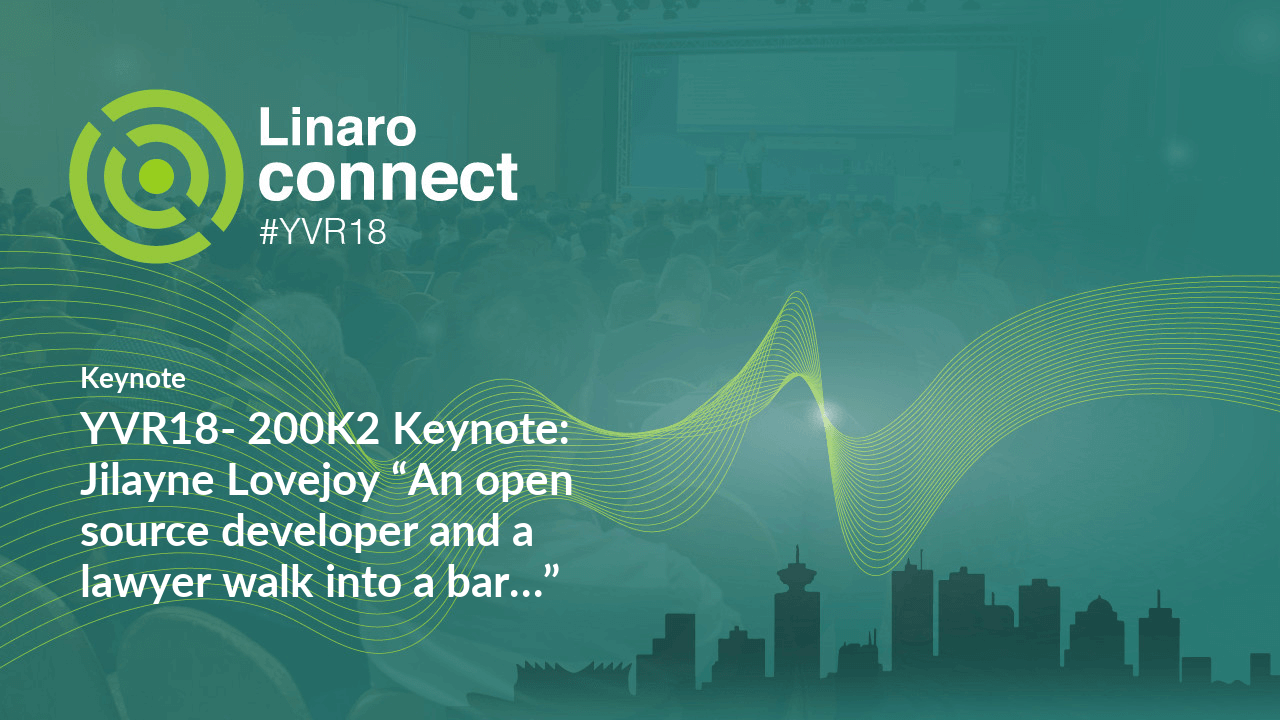 Linaro
connect
#YVR18
Keynote
YVR18- 200K2 Keynote:
Jilayne Lovejoy “An open
source developer and a
lawyer walk into a bar...”